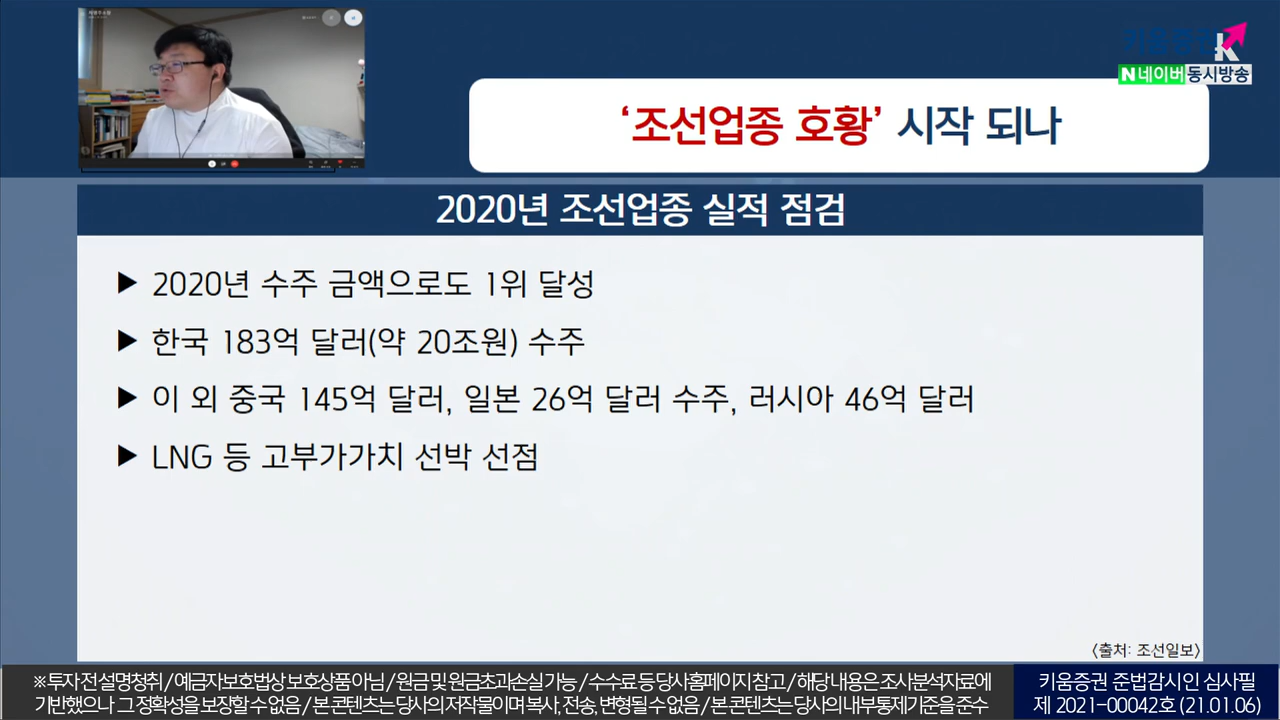 키움증권
N 네이버 동시방송
‘조선업종 호황’ 시작 되나
2020년 조선업종 실적 점검
▶ 2020년 수주 금액으로도 1위 달성
▶ 한국 183억 달러(약 20조원) 수주
▶ 이 외 중국 145억 달러, 일본 26억 달러 수주, 러시아 46억 달러
▶ LNG 등 고부가가치 선박 선점
<출처: 조선일보>
※ 투자 전 설명청취 / 예금자보호법상 보호상품 아님 / 원금 및 원금초과손실 가능 / 수수료 등 당사홈페이지 참고 / 해당 내용은 조사분석자료에
기반했으나 그 정확성을 보장할 수 없음 / 본 콘텐츠는 당사의 저작물이며 복사, 전송, 변형될 수 없음 / 본 콘텐츠는 당사의 내부통제기준을 준수
키움증권 준법감시인 심사필
제 2021-00042호 (21.01.06)